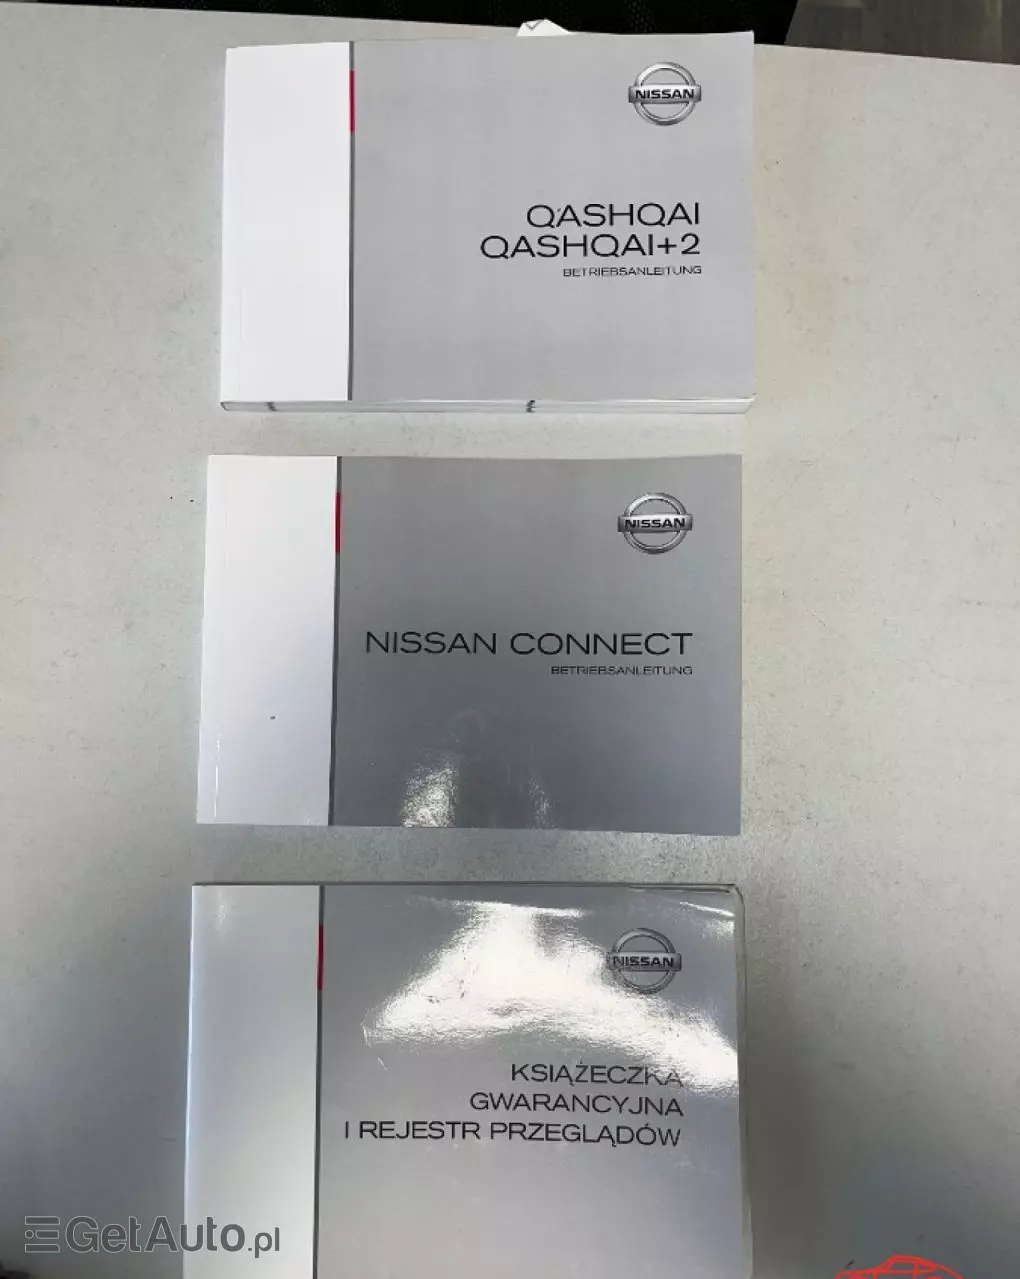 NISSAN
QASHQAI
QASHQAI+2
BETRIEBSANLEITUNG
NISSAN
NISSAN CONNECT
BETRIEBSANLEITUNG
NISSAN
KSIĄŻECZKA
GWARANCYJNA
I REJESTR PRZEGLĄDÓW
GetAuto.pl